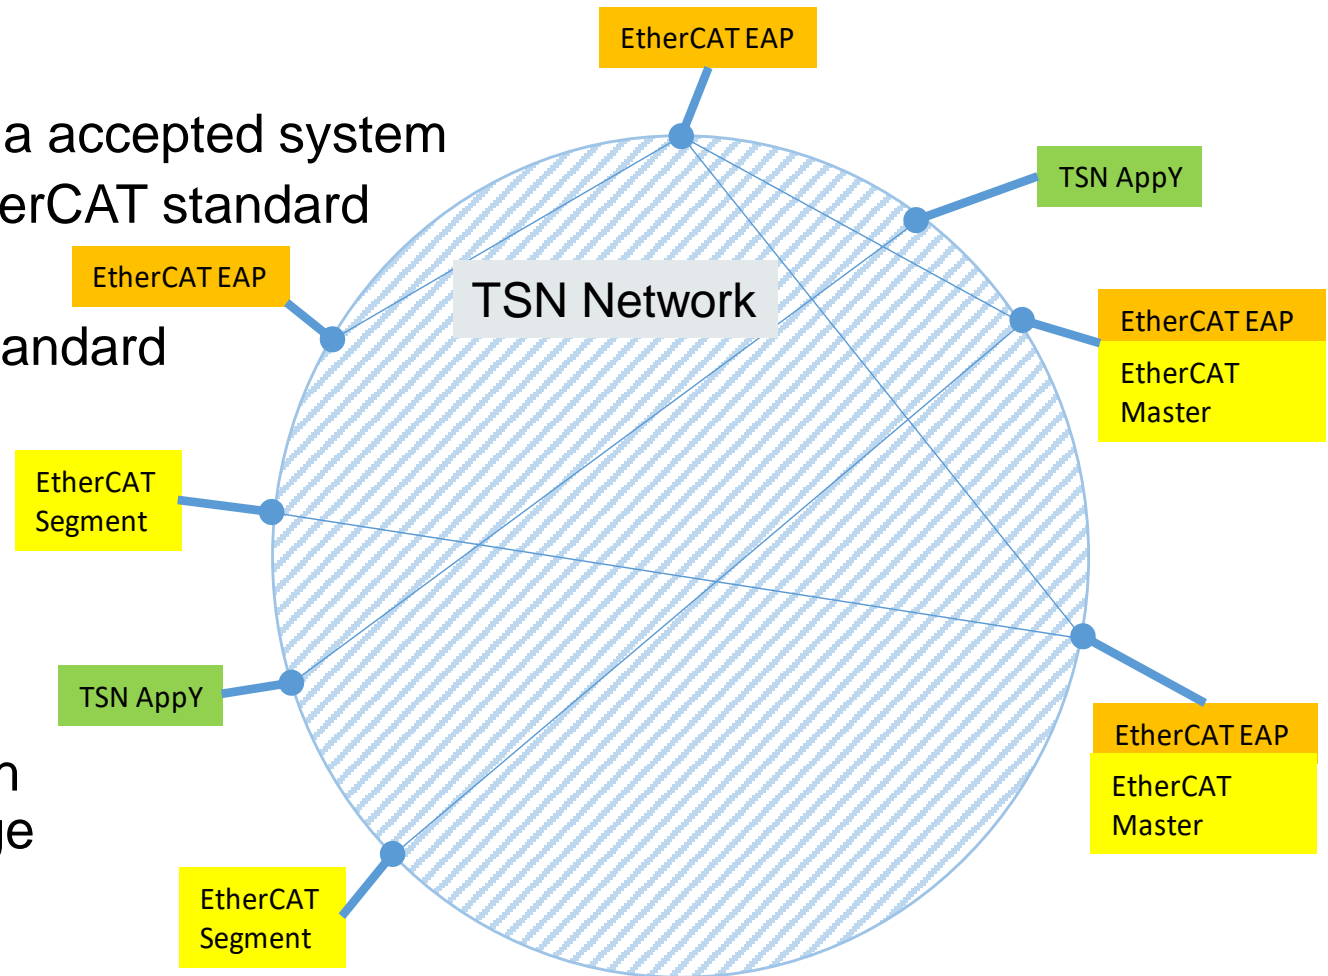 EtherCAT EAP
a accepted system
TSN AppY
erCAT standard
EtherCAT EAP
TSN Network
EtherCAT EAP
andard
EtherCAT
Master
EtherCAT
Segment
TSN AppY
EtherCAT EAP
EtherCAT
Master
ge
EtherCAT
Segment